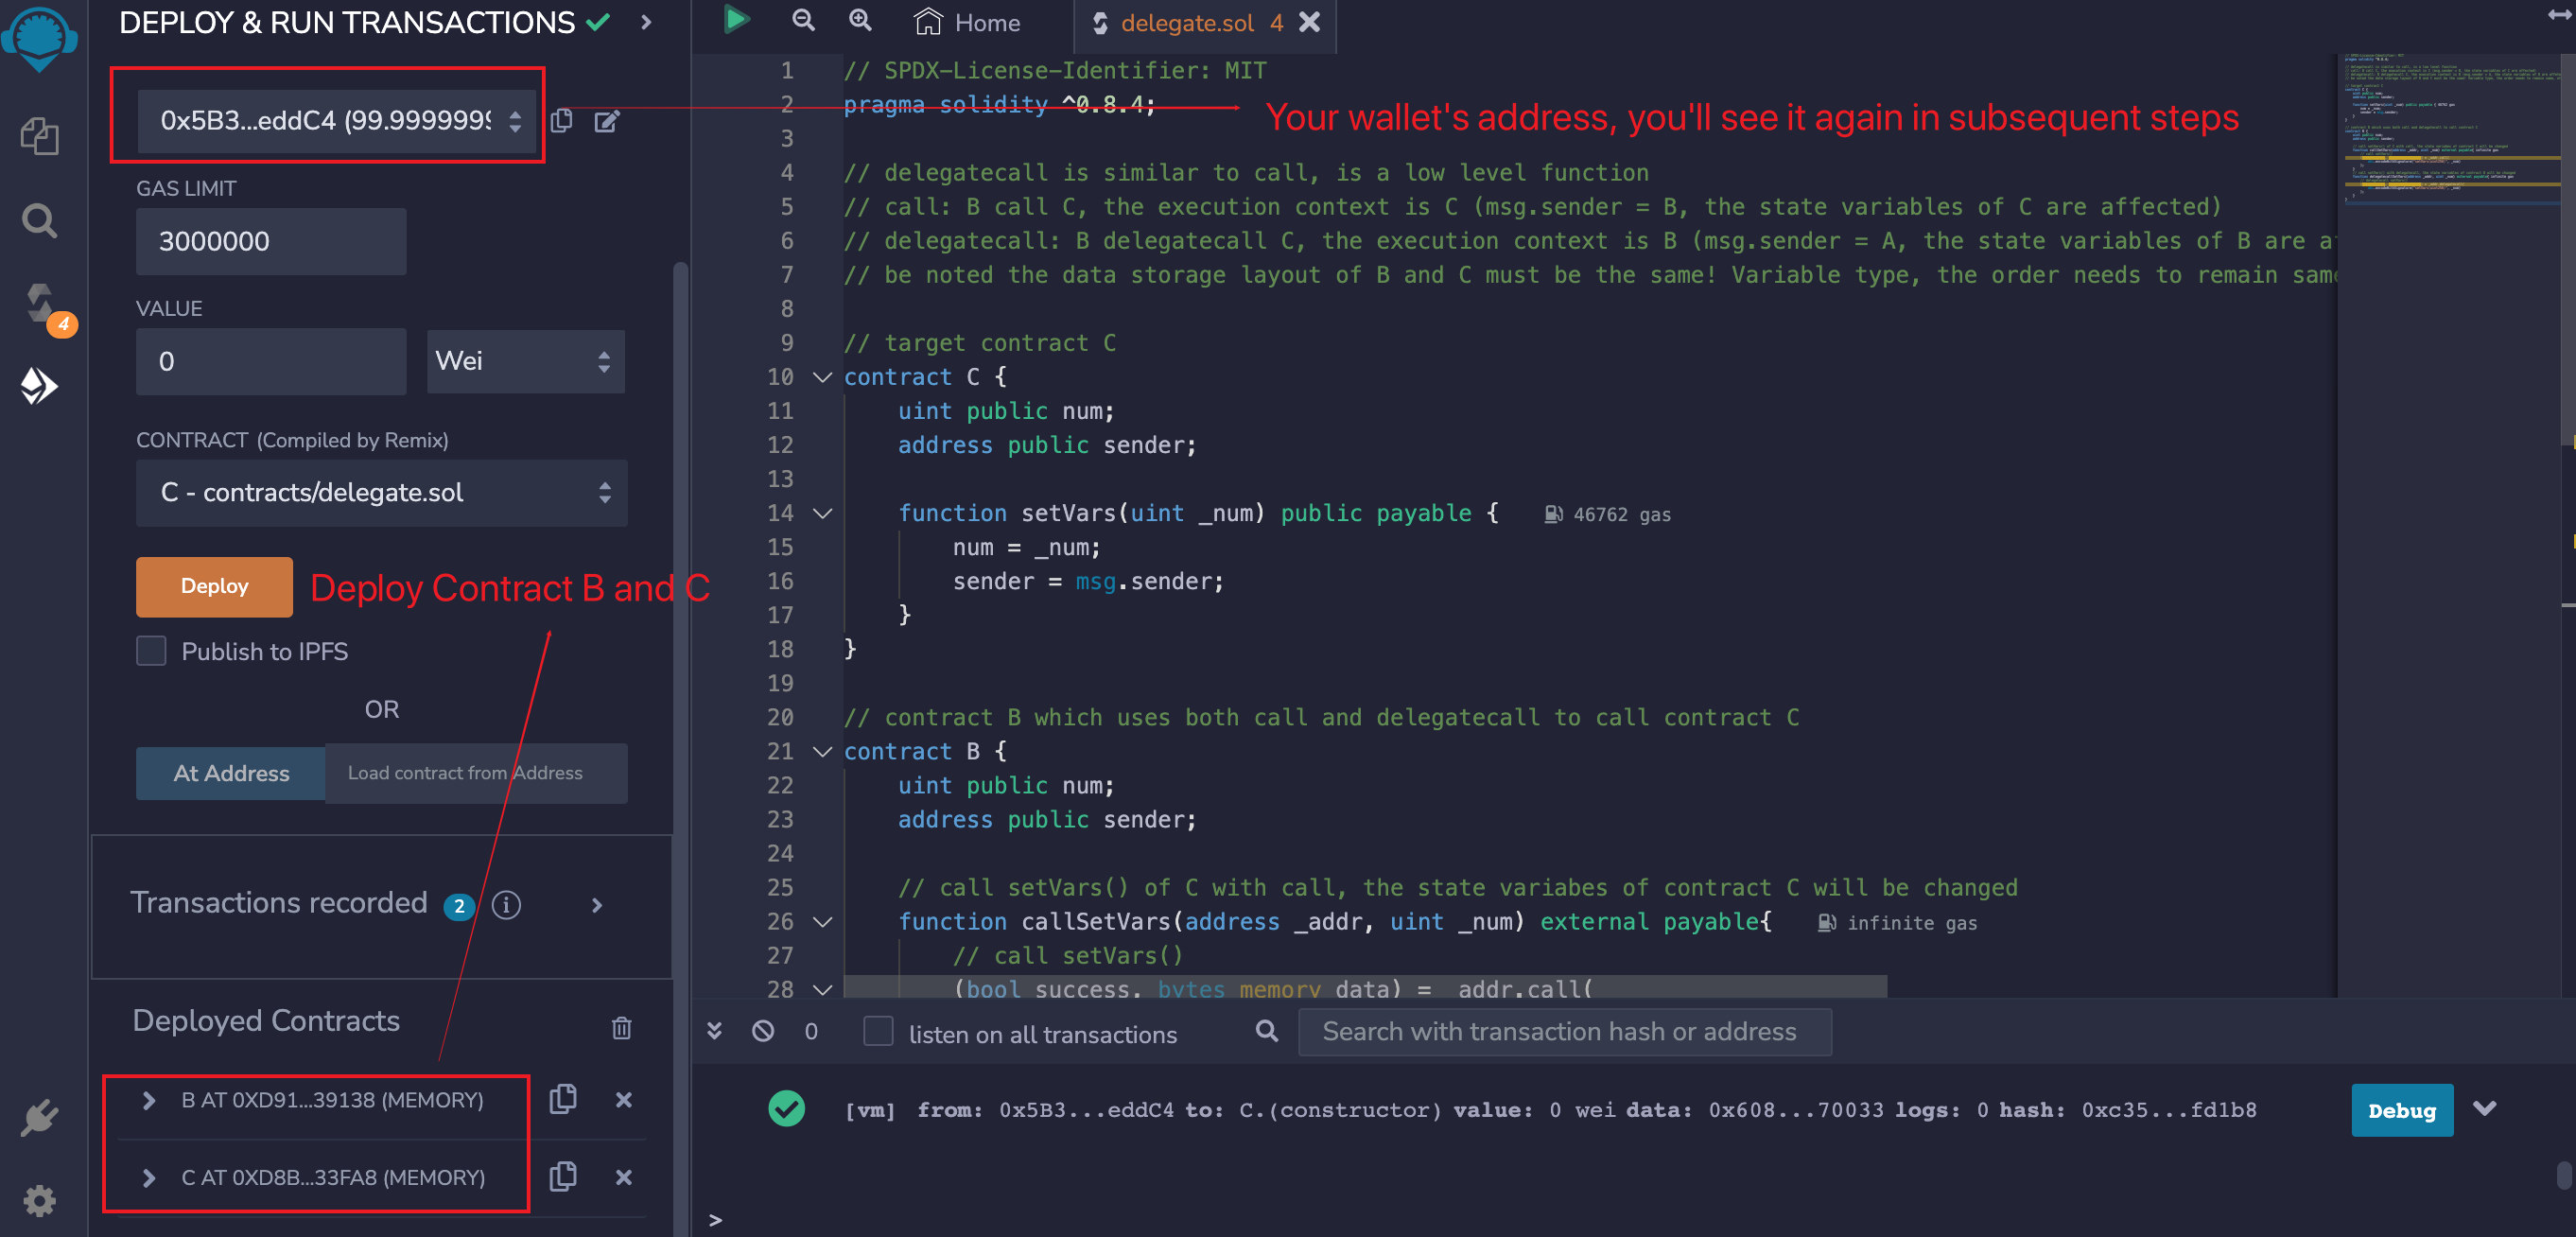 DEPLOY & RUN TRANSACTIONS
0x5B3...eddC4 (99.9999999
GAS LIMIT
3000000
VALUE
0
Wei
CONTRACT (Compiled by Remix)
C - contracts/delegate.sol
Deploy
Deploy Contract B and C
Publish to IPFS
OR
At Address
Load contract from Address
Transactions recorded 2 i
Deployed Contracts
B AT 0XD91...39138 (MEMORY)
C AT 0XD8B...33FA8 (MEMORY)
4
Home
delegate.sol 4
Your wallet's address, you'll see it again in subsequent steps
1 // SPDX-License-Identifier: MIT
2 pragma solidity ^0.8.4;
3
4 // delegatecall is similar to call, is a low level function
5 // call: B call C, the execution context is C (msg.sender = B, the state variables of C are affected)
6 // delegatecall: B delegatecall C, the execution context is B (msg.sender = A, the state variables of B are a
7 // be noted the data storage layout of B and C must be the same! Variable type, the order needs to remain sam
8
9 // target contract C
10 contract C {
11 uint public num;
12 address public sender;
13
14 function setVars(uint _num) public payable { 46762 gas
15 num = _num;
16 sender = msg.sender;
17 }
18 }
19
20 // contract B which uses both call and delegatecall to call contract C
21 contract B {
22 uint public num;
23 address public sender;
24
25 // call setVars() of C with call, the state variabes of contract C will be changed
26 function callSetVars(address _addr, uint _num) external payable{ infinite gas
27 // call setVars()
28 (bool success, bytes memory data) = _addr.call(
0
listen on all transactions
Search with transaction hash or address
[vm] from: 0x5B3...eddC4 to: C.(constructor) value: 0 wei data: 0x608...70033 logs: 0 hash: 0xc35...fd1b8
Debug
>